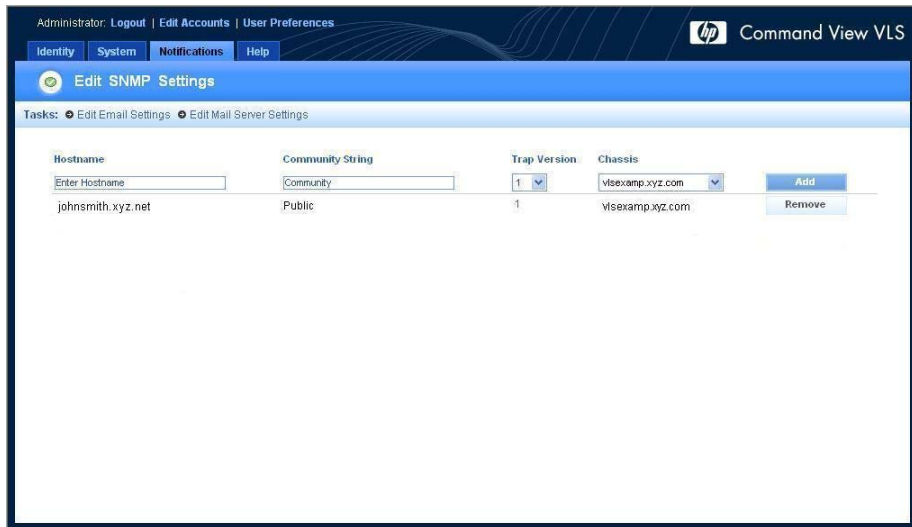 Administrator: Logout | Edit Accounts | User Preferences
hp Command View VLS
Identity System Notifications Help
Edit SNMP Settings
Tasks: Edit Email Settings Edit Mail Server Settings
Hostname Community String Trap Version Chassis
Enter Hostname Community 1 vlsexamp.xyz.com Add
johnsmith.xyz.net Public 1 vlsexamp.xyz.com Remove